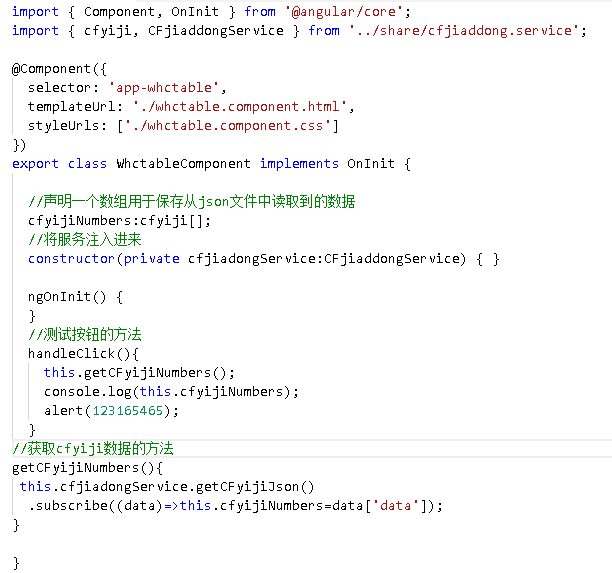 import { Component, OnInit } from '@angular/core';
import { cfyiji, CFjiaddongService } from '../share/cfjiaddong.service';
@Component({
selector: 'app-whctable',
templateUrl: './whctable.component.html',
styleUrls: ['./whctable.component.css']
})
export class WhctableComponent implements OnInit {
//声明一个数组用于保存从json文件中读取到的数据
cfyijiNumbers:cfyiji[];
//将服务注入进来
constructor(private cfjiadongService:CFjiaddongService) { }
ngOnInit() {
}
//测试按钮的方法
handleClick(){
this.getCFyijiNumbers();
console.log(this.cfyijiNumbers);
alert(123165465);
}
//获取cfyiji数据的方法
getCFyijiNumbers(){
this.cfjiadongService.getCFyijiJson()
.subscribe((data)=>this.cfyijiNumbers=data['data']);
}
}